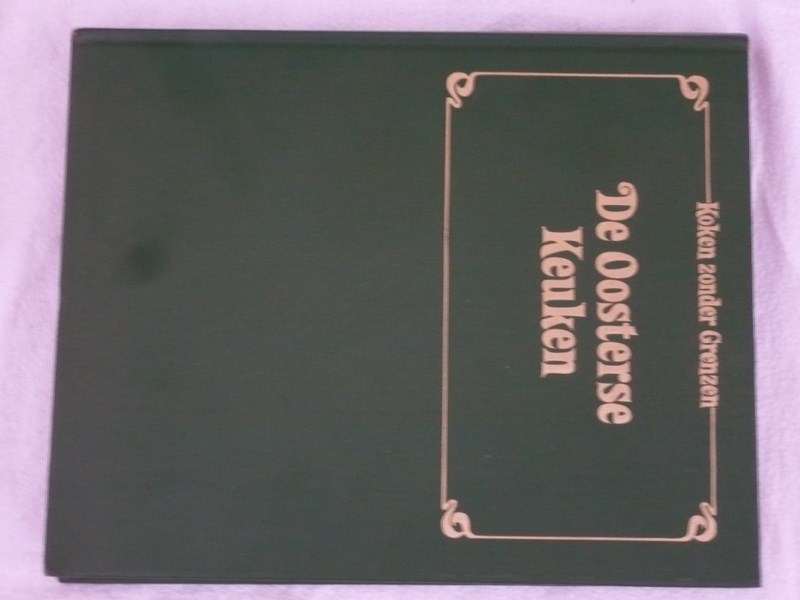 Koken zonder Grenzen
De Oosterse
Keuken